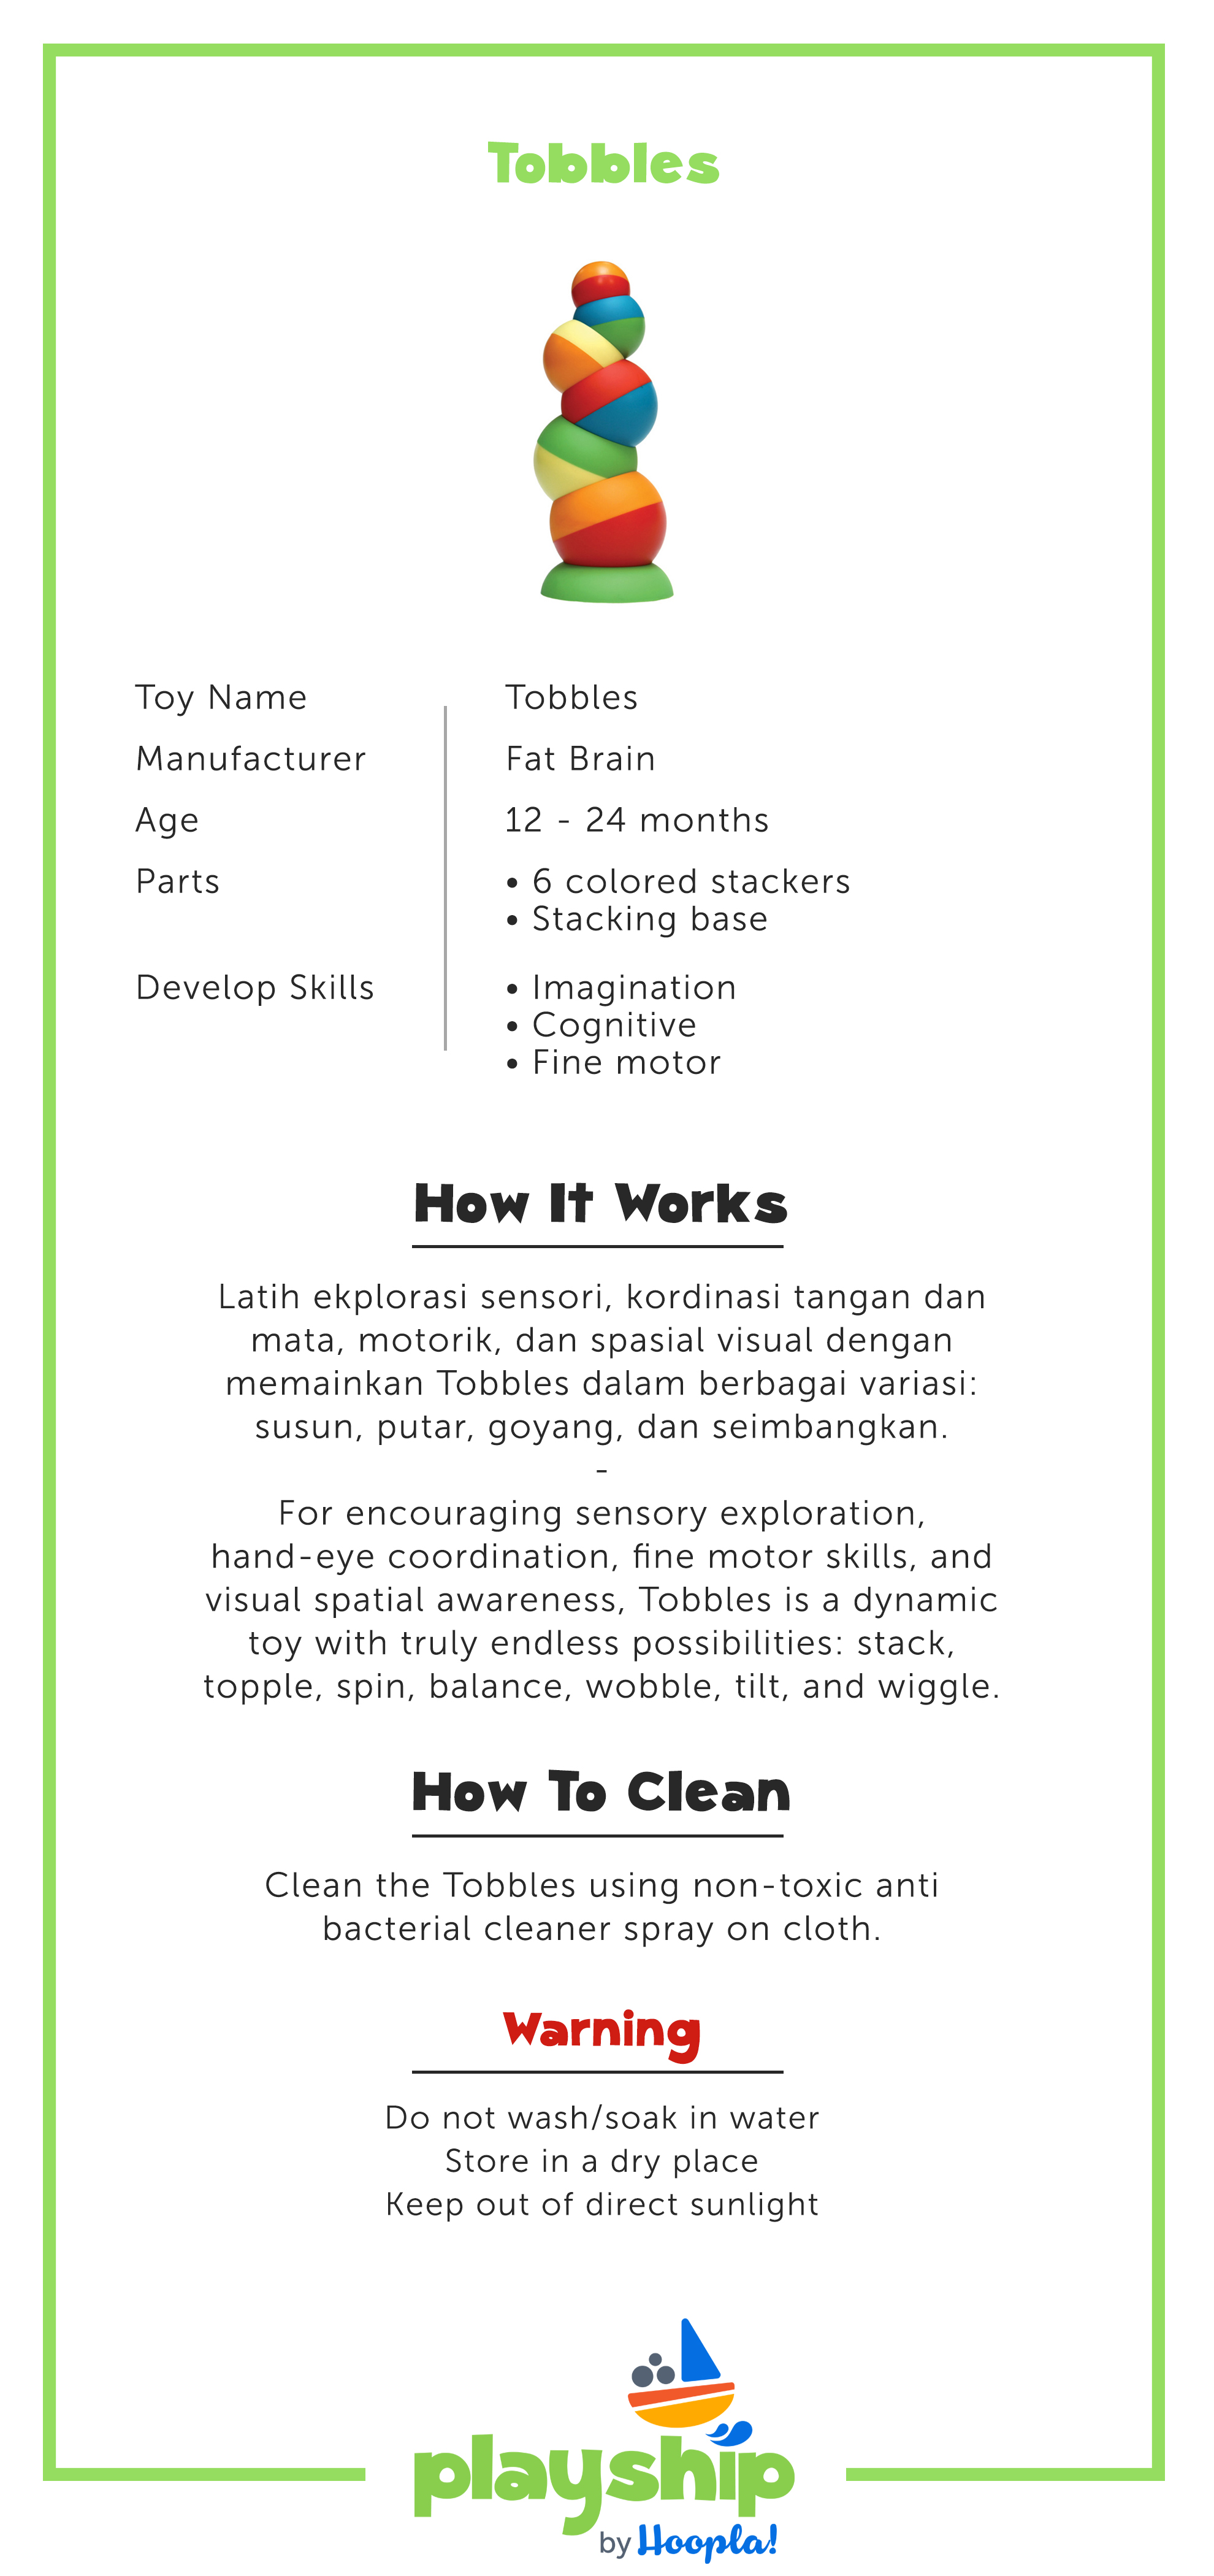 Tobbles
Toy Name Tobbles
Manufacturer Fat Brain
Age 12 - 24 months
Parts • 6 colored stackers
• Stacking base
Develop Skills • Imagination
• Cognitive
• Fine motor
How It Works
Latih ekplorasi sensori, kordinasi tangan dan
mata, motorik, dan spasial visual dengan
memainkan Tobbles dalam berbagai variasi:
susun, putar, goyang, dan seimbangkan.
-
For encouraging sensory exploration,
hand-eye coordination, fine motor skills, and
visual spatial awareness, Tobbles is a dynamic
toy with truly endless possibilities: stack,
topple, spin, balance, wobble, tilt, and wiggle.
How To Clean
Clean the Tobbles using non-toxic anti
bacterial cleaner spray on cloth.
Warning
Do not wash/soak in water
Store in a dry place
Keep out of direct sunlight
playship
by Hoopla!